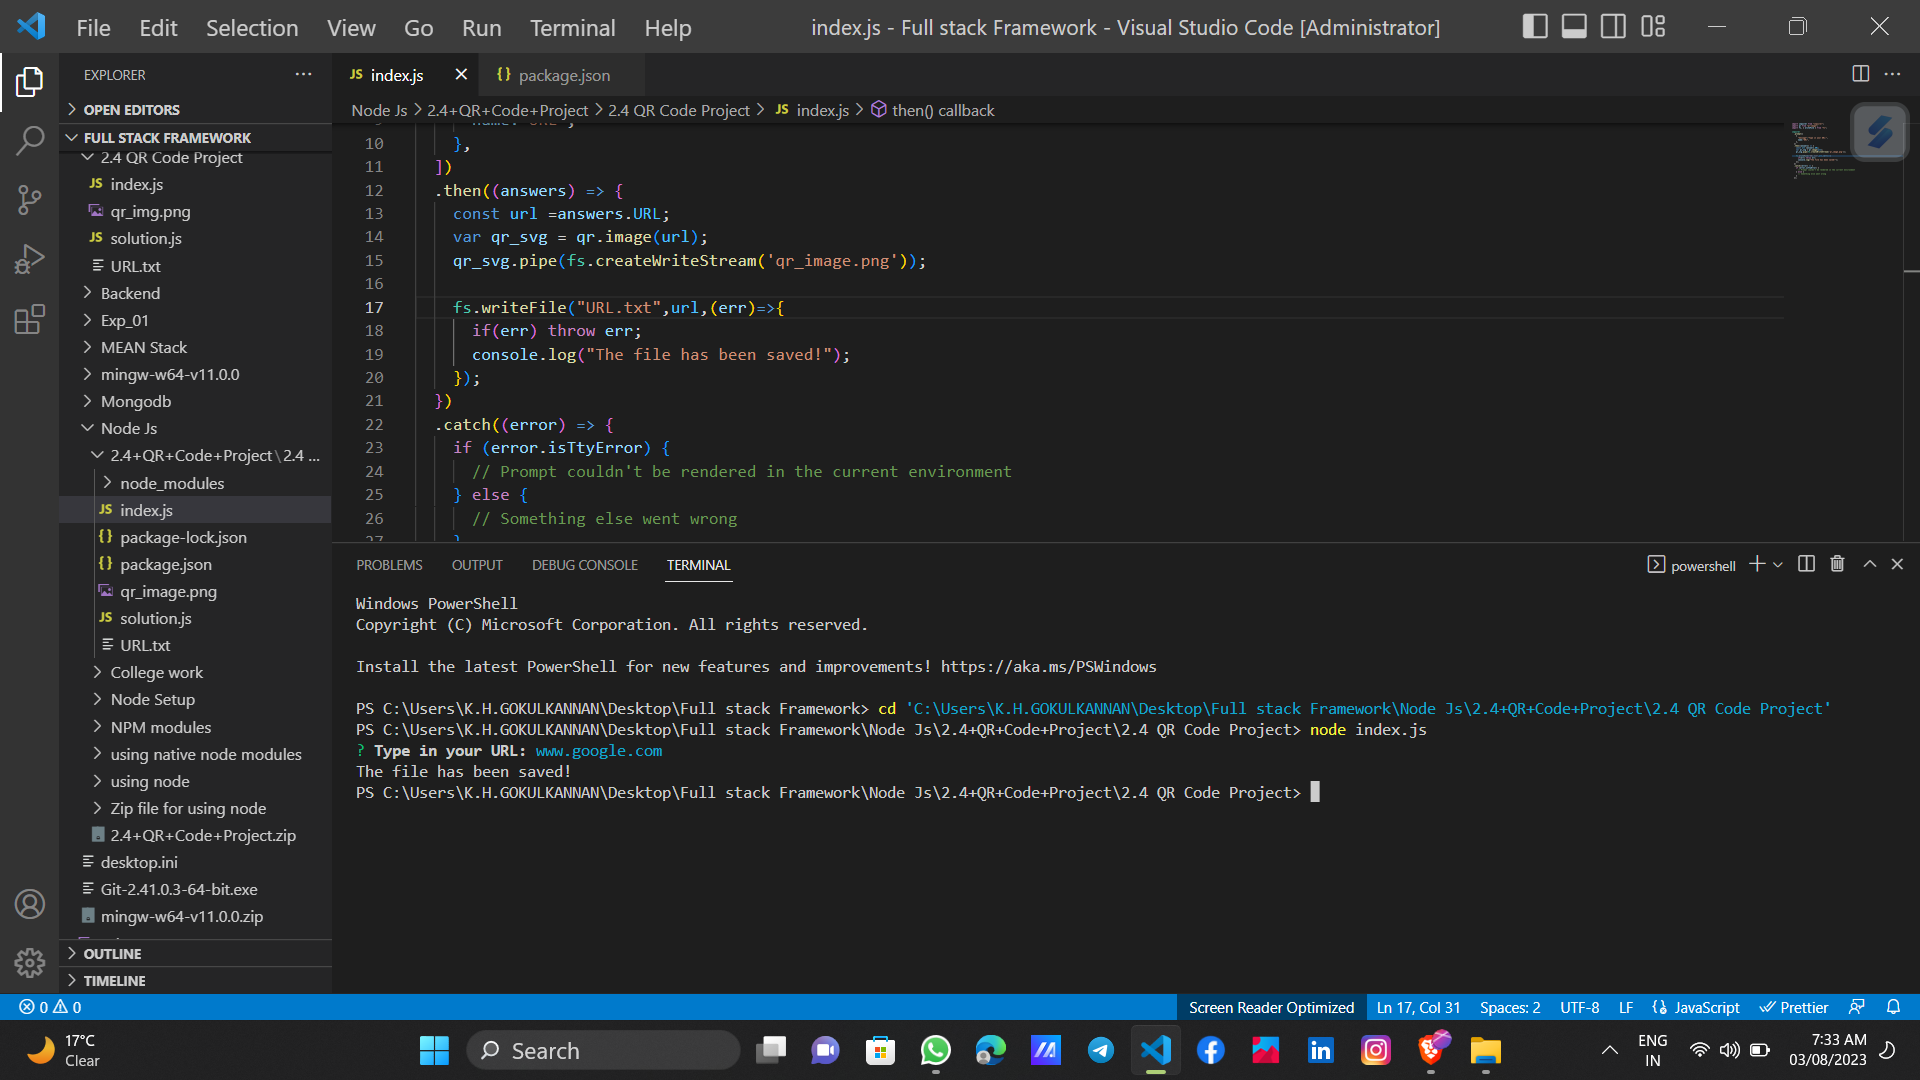 File Edit Selection View Go Run Terminal Help
index.js - Full stack Framework - Visual Studio Code [Administrator]
EXPLORER
OPEN EDITORS
FULL STACK FRAMEWORK
2.4 QR Code Project
JS index.js
qr_img.png
JS solution.js
URL.txt
Backend
Exp_01
MEAN Stack
mingw-w64-v11.0.0
Mongodb
Node Js
2.4+QR+Code+Project\2.4 ...
node_modules
JS index.js
{} package-lock.json
{} package.json
qr_image.png
JS solution.js
URL.txt
College work
Node Setup
NPM modules
using native node modules
using node
Zip file for using node
2.4+QR+Code+Project.zip
desktop.ini
Git-2.41.0.3-64-bit.exe
mingw-w64-v11.0.0.zip
OUTLINE
TIMELINE
JS index.js
{} package.json
Node Js > 2.4+QR+Code+Project > 2.4 QR Code Project > JS index.js > then() callback
10 },
11 ])
12 .then((answers) => {
13 const url =answers.URL;
14 var qr_svg = qr.image(url);
15 qr_svg.pipe(fs.createWriteStream('qr_image.png'));
16
17 fs.writeFile("URL.txt",url,(err)=>{
18 if(err) throw err;
19 console.log("The file has been saved!");
20 });
21 })
22 .catch((error) => {
23 if (error.isTtyError) {
24 // Prompt couldn't be rendered in the current environment
25 } else {
26 // Something else went wrong
27 }
PROBLEMS OUTPUT DEBUG CONSOLE TERMINAL
powershell
Windows PowerShell
Copyright (C) Microsoft Corporation. All rights reserved.
Install the latest PowerShell for new features and improvements! https://aka.ms/PSWindows
PS C:\Users\K.H.GOKULKANNAN\Desktop\Full stack Framework> cd 'C:\Users\K.H.GOKULKANNAN\Desktop\Full stack Framework\Node Js\2.4+QR+Code+Project\2.4 QR Code Project'
PS C:\Users\K.H.GOKULKANNAN\Desktop\Full stack Framework\Node Js\2.4+QR+Code+Project\2.4 QR Code Project> node index.js
? Type in your URL: www.google.com
The file has been saved!
PS C:\Users\K.H.GOKULKANNAN\Desktop\Full stack Framework\Node Js\2.4+QR+Code+Project\2.4 QR Code Project>
0 0
Screen Reader Optimized Ln 17, Col 31 Spaces: 2 UTF-8 LF {} JavaScript Prettier
17°C
Clear
Search
in
ENG
IN
7:33 AM
03/08/2023